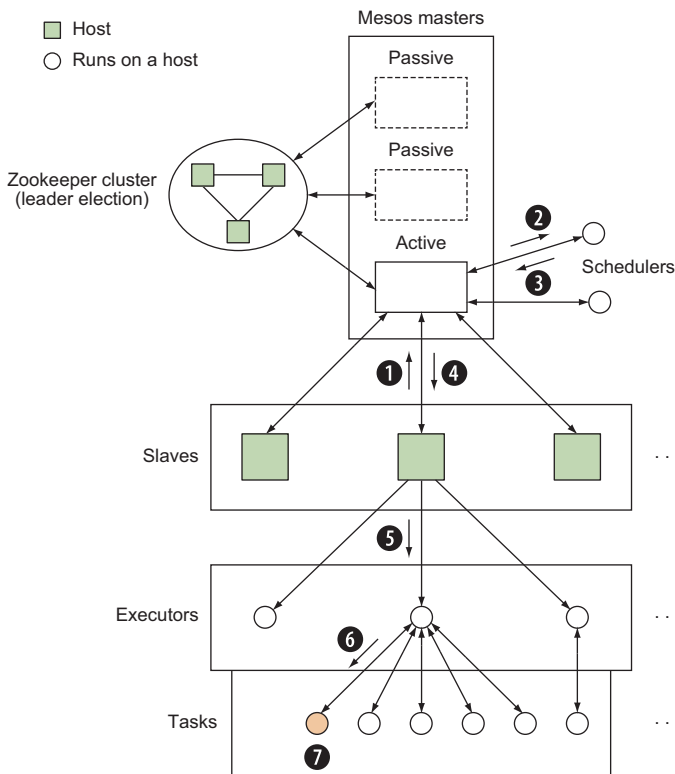 Host
Runs on a host
Mesos masters
Passive
Passive
Active
Zookeeper cluster
(leader election)
2
Schedulers
3
1
4
Slaves
. .
5
Executors
. .
6
Tasks
. .
7